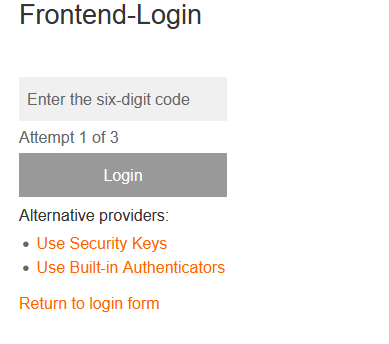 Frontend-Login
Enter the six-digit code
Attempt 1 of 3
Login
Alternative providers:
Use Security Keys
Use Built-in Authenticators
Return to login form